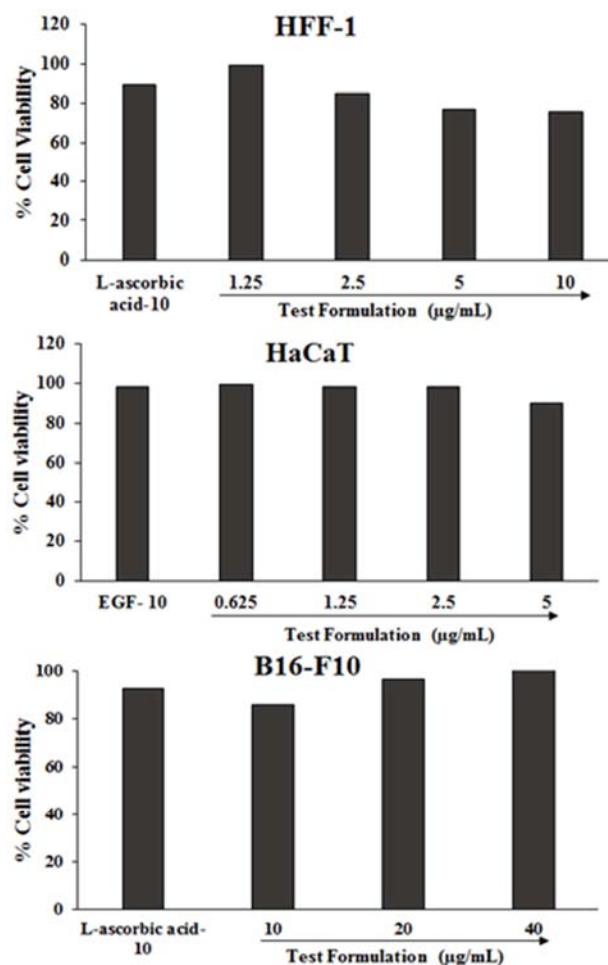 HFF-1
% Cell Viability
120
100
80
60
40
20
0
L-ascorbic
acid-10
1.25 2.5 5 10
Test Formulation (µg/mL)
HaCaT
% Cell viability
120
100
80
60
40
20
0
EGF- 10 0.625 1.25 2.5 5
Test Formulation (µg/mL)
B16-F10
% Cell viability
100
80
60
40
20
0
L-ascorbic acid-
10
10 20 40
Test Formulation (µg/mL)